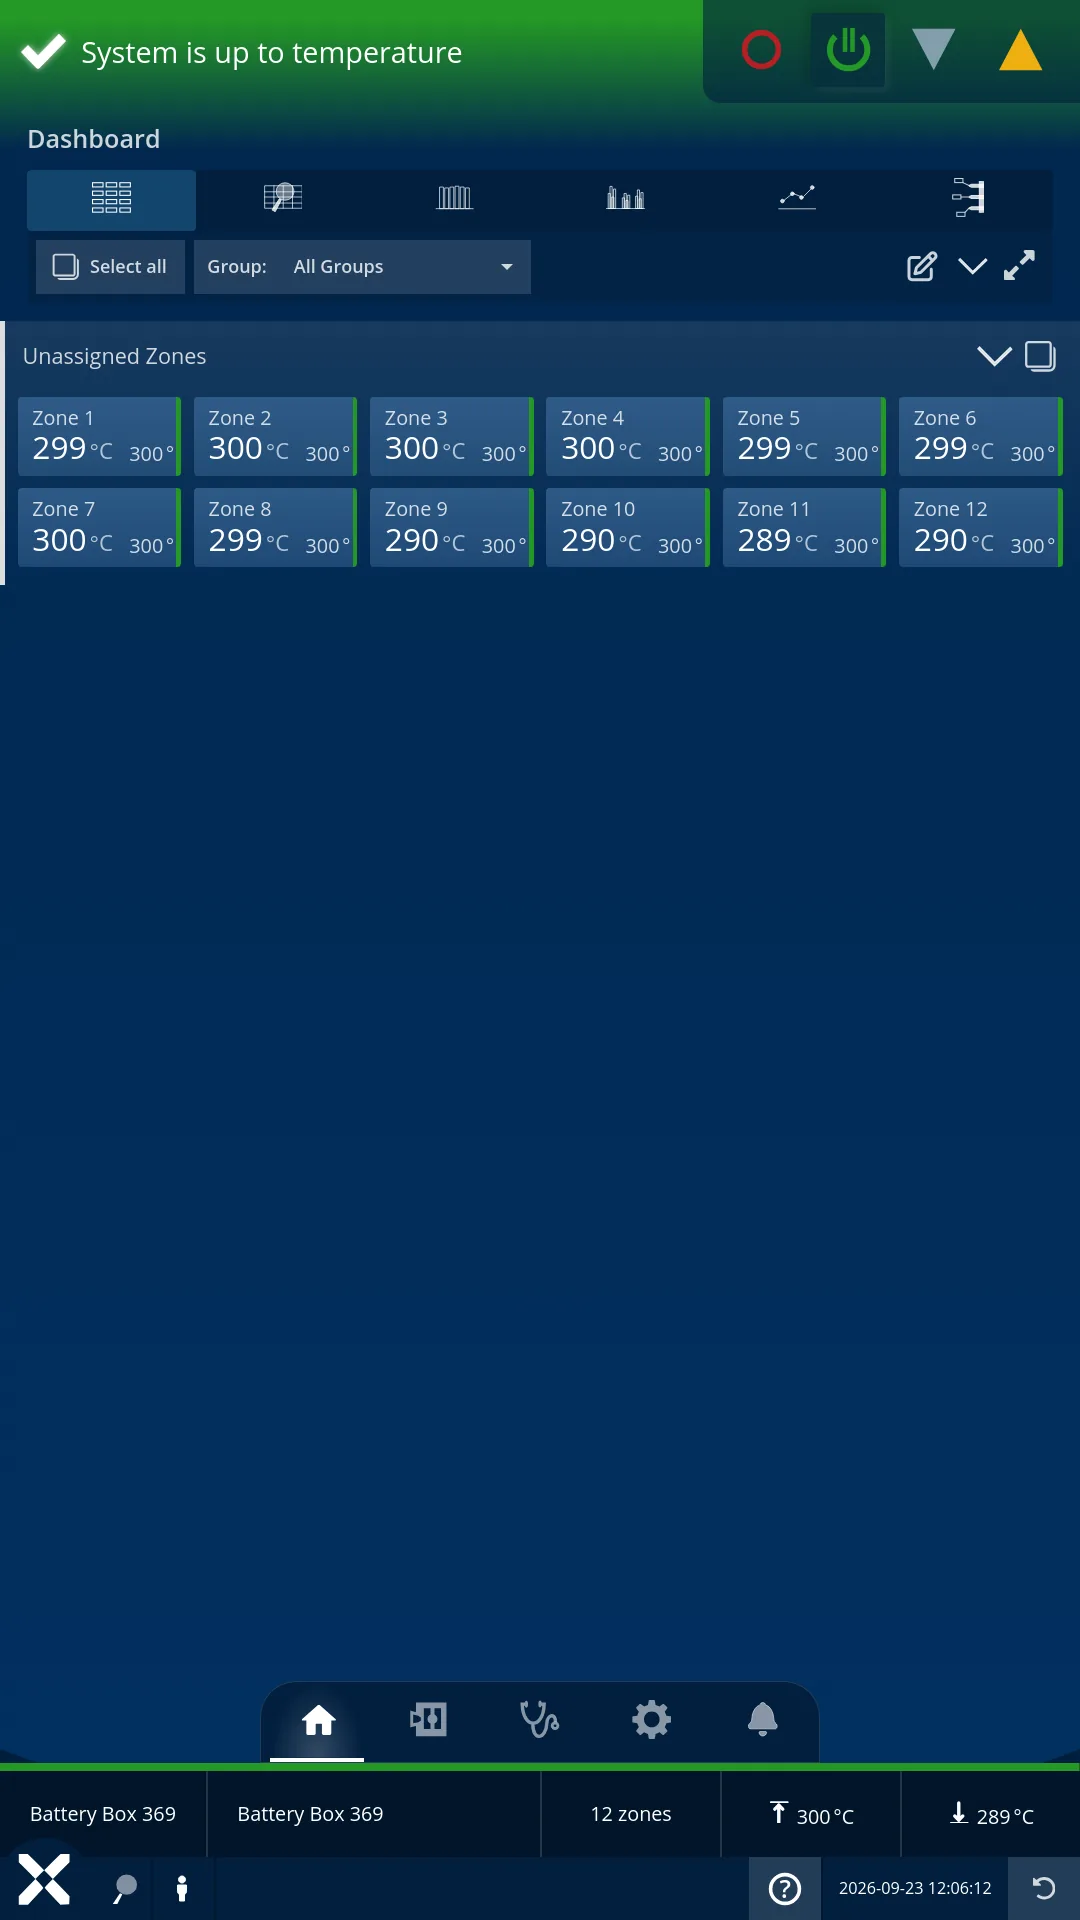 System is up to temperature
Dashboard
Select all
Group: All Groups
Unassigned Zones
Zone 1 Zone 2 Zone 3 Zone 4 Zone 5 Zone 6
299 °C 300° 300 °C 300° 300 °C 300° 300 °C 300° 299 °C 300° 299 °C 300°
Zone 7 Zone 8 Zone 9 Zone 10 Zone 11 Zone 12
300 °C 300° 299 °C 300° 290 °C 300° 290 °C 300° 289 °C 300° 290 °C 300°
Battery Box 369 Battery Box 369 12 zones 300 °C 289 °C
? 2026-09-23 12:06:12